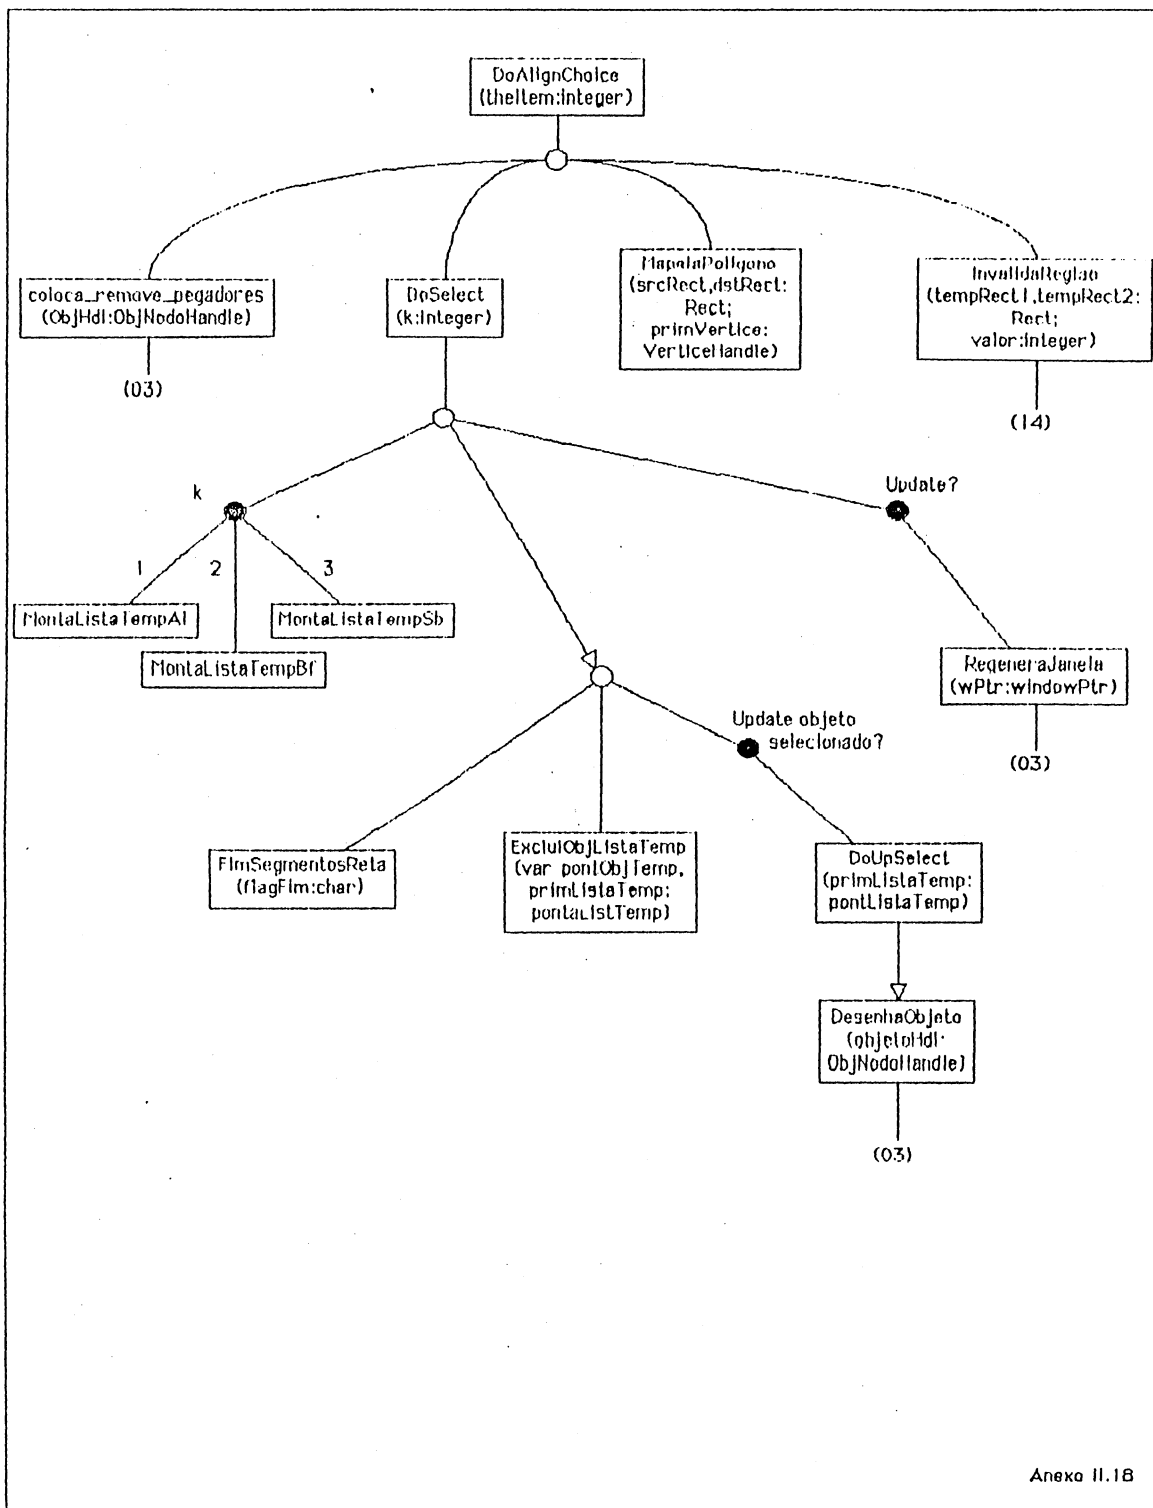 DoAlignChoice
(theItem:Integer)
coloca_remove_pegadores
(ObjHdl:ObjNodoHandle)
(03)
DoSelect
(k:Integer)
MapeiaPoligono
(srcRect,dstRect:
Rect;
primVertice:
VerticeHandle)
InvalidaRegiao
(tempRect1,tempRect2:
Rect;
valor:Integer)
(14)
k
1
2
3
MontaListaTempAl
MontaListaTempBf
MontaListaTempSb
Update?
RegeneraJanela
(wPtr:windowPtr)
(03)
Update objeto
selecionado?
FimSegmentosReta
(flagFim:char)
ExcluiObjListaTemp
(var pontObjTemp,
primListaTemp:
pontaListTemp)
DoUpSelect
(primListaTemp:
pontListaTemp)
DesenhaObjeto
(objetoHdl:
ObjNodoHandle)
(03)
Anexo II.18